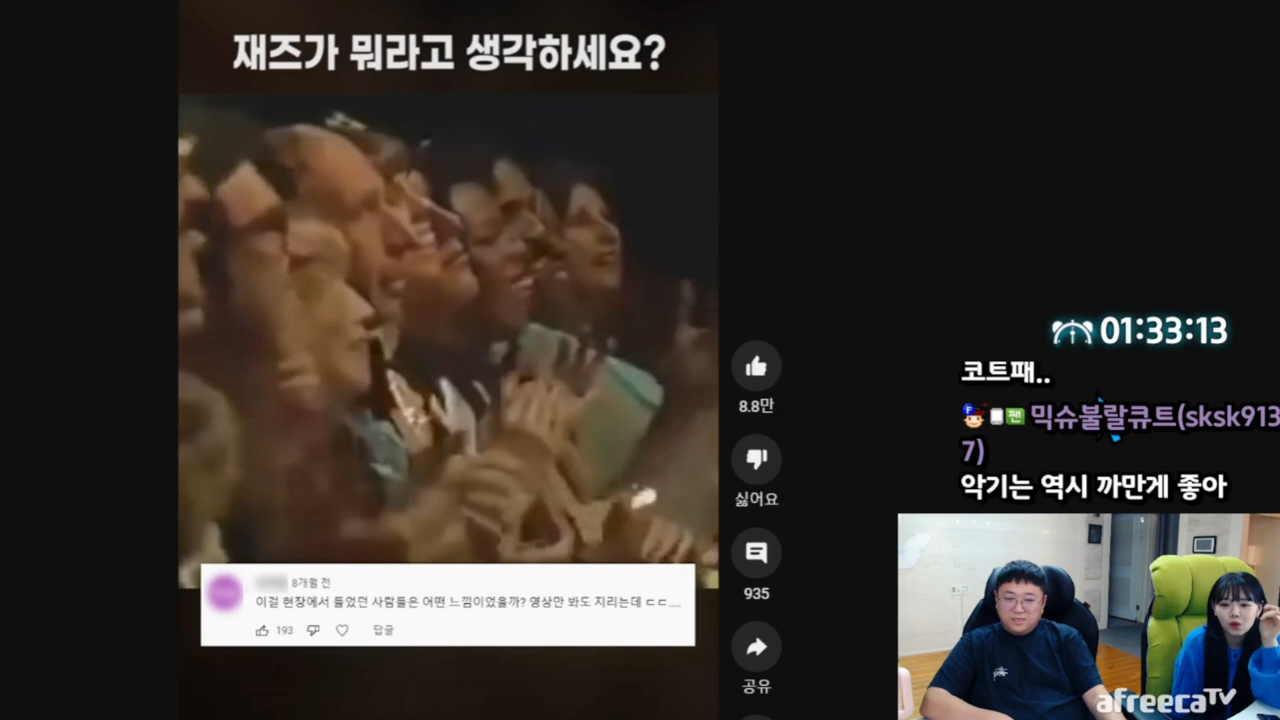 재즈가 뭐라고 생각하세요?
8.8만
싫어요
935
공유
8개월 전
이걸 현장에서 들었던 사람들은 어떤 느낌이었을까? 영상만 봐도 지리는데 ㄷㄷ....
193
답글
01:33:13
코트패..
팬 믹슈불랄큐트(sksk913
7)
악기는 역시 까만게 좋아
afreecaTV